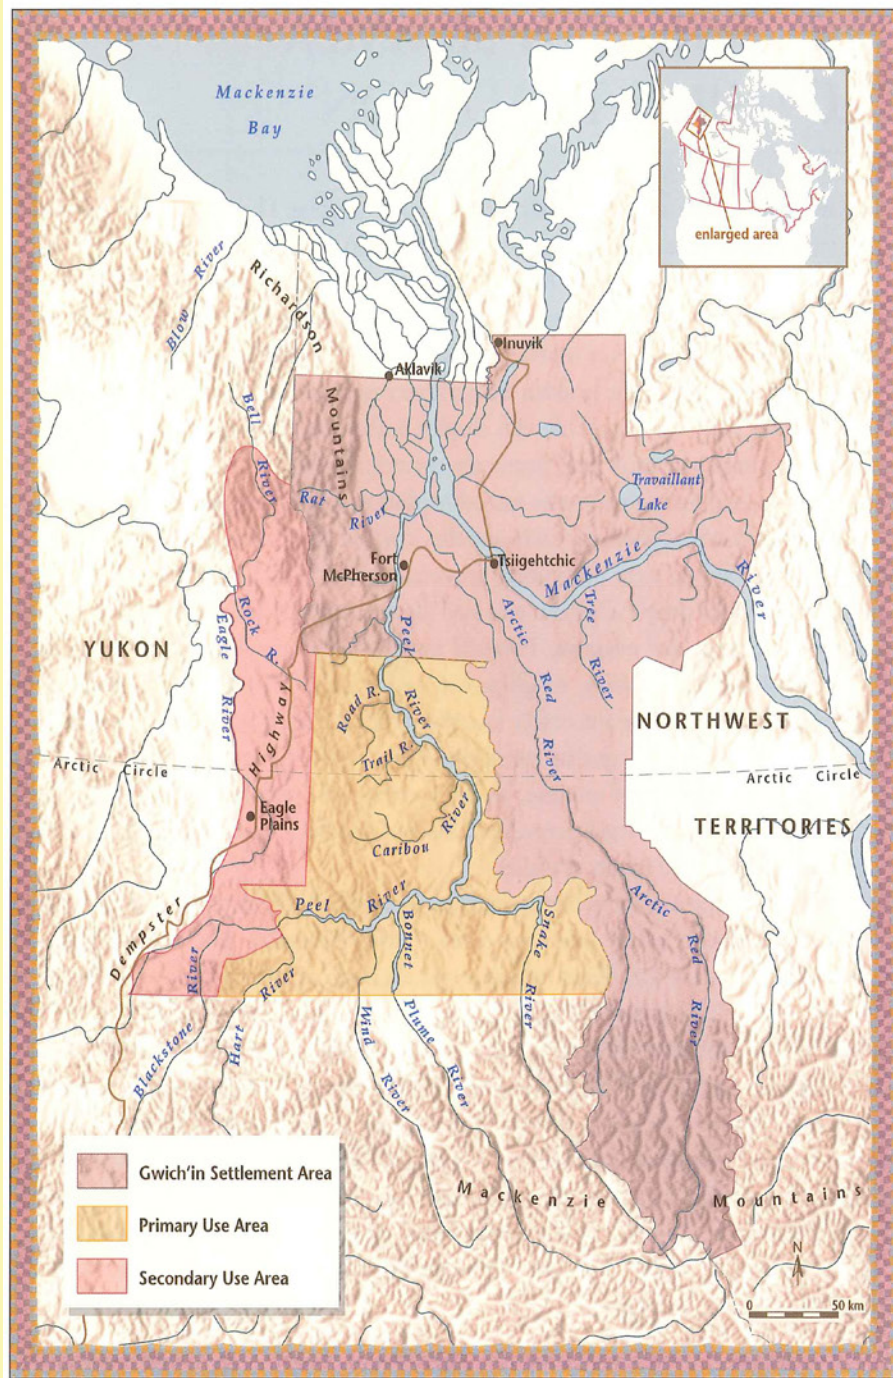 Mackenzie
Bay
enlarged area
Blow River
Richardson
Mountains
Inuvik
Aklavik
Bell
River
Rat
River
Travaillant
Lake
Fort
McPherson
Tsiigehtchic
Mackenzie
River
Peel
River
Arctic
Red
River
Tree
River
Rock R.
Eagle
River
YUKON
Road R.
Trail R.
NORTHWEST
TERRITORIES
Arctic Circle
Arctic Circle
Dempster
Highway
Eagle
Plains
Caribou
River
Peel
River
Bonnet
Plume
River
Snake
River
Arctic
Red
River
Blackstone
River
Hart
River
Wind
River
Mackenzie
Mountains
Gwich'in Settlement Area
Primary Use Area
Secondary Use Area
N
0 50 km